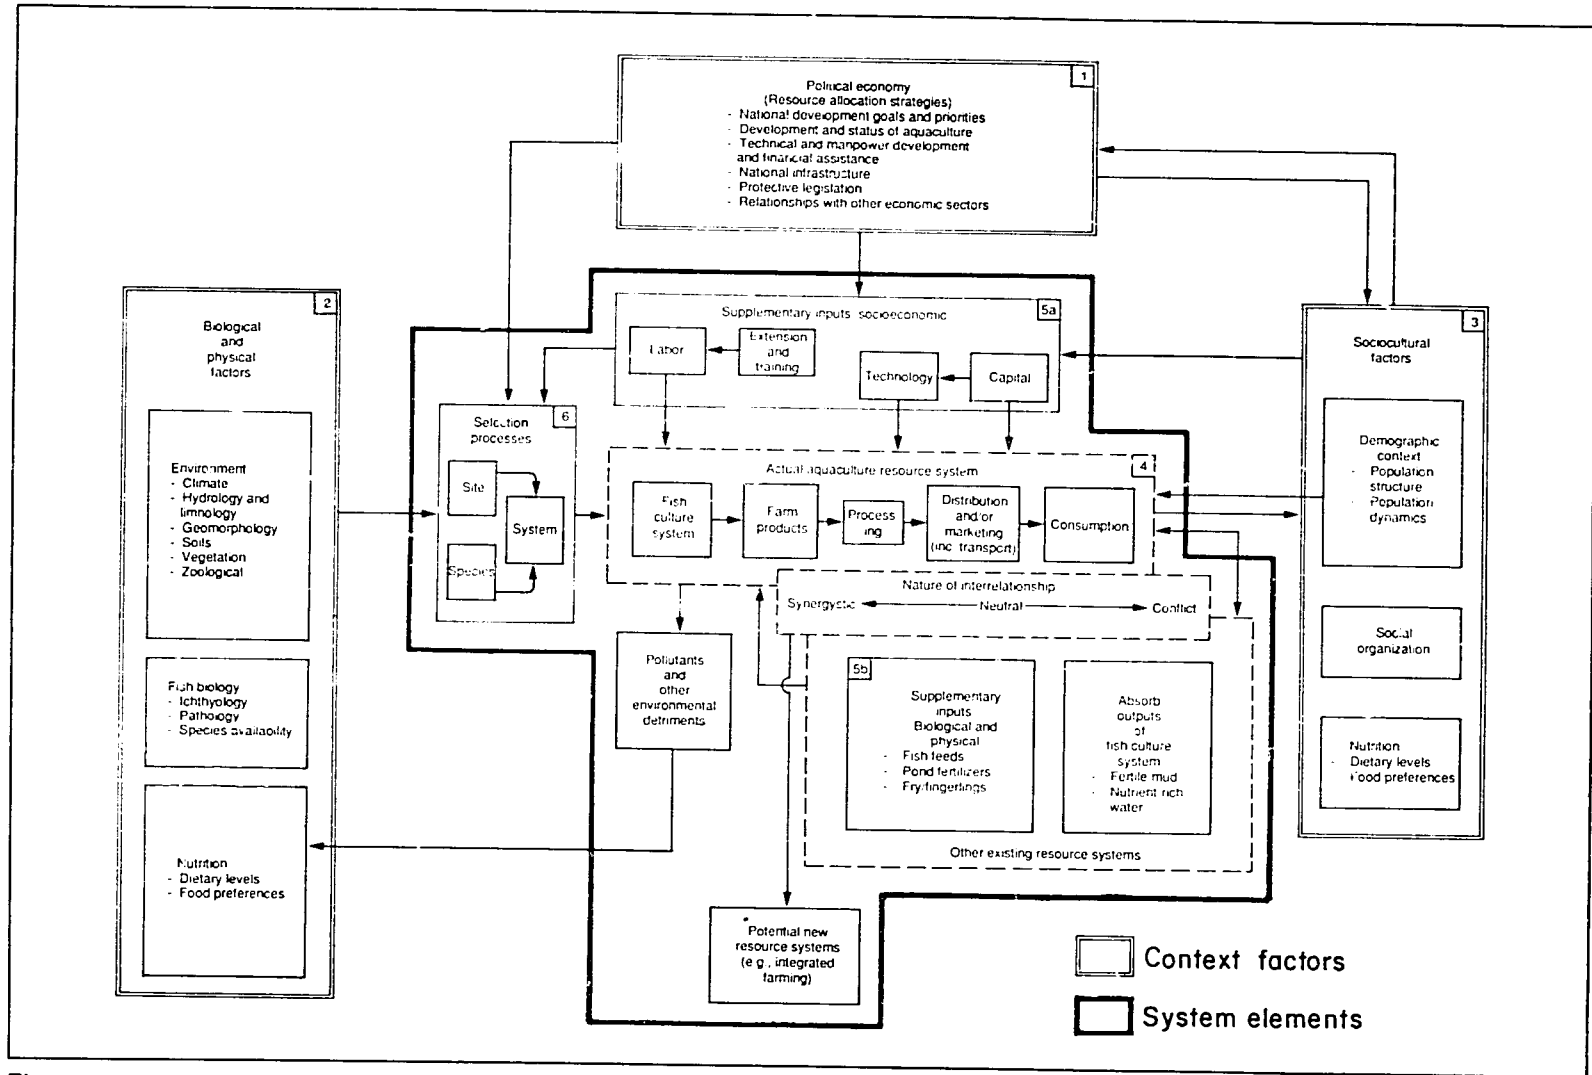 1
Political economy
(Resource allocation strategies)
- National development goals and priorities
- Development and status of aquaculture
- Technical and manpower development
and financial assistance
- National infrastructure
- Protective legislation
- Relationships with other economic sectors
2
Biological
and
physical
factors
Environment
- Climate
- Hydrology and
limnology
- Geomorphology
- Soils
- Vegetation
- Zoological
Fish biology
- Ichthyology
- Pathology
- Species availability
Nutrition
- Dietary levels
- Food preferences
5a
Supplementary inputs socioeconomic
Labor
Extension
and
training
Technology
Capital
6
Selection
processes
Site
System
Species
4
Actual aquaculture resource system
Fish
culture
system
Farm
products
Process
ing
Distribution
and/or
marketing
(inc transport)
Consumption
Nature of interrelationship
Synergystic
Neutral
Conflict
Pollutants
and
other
environmental
detriments
5b
Supplementary
inputs
Biological and
physical
- Fish feeds
- Pond fertilizers
- Fry/fingerlings
Absorb
outputs
of
fish culture
system
- Fertile mud
- Nutrient rich
water
Other existing resource systems
Potential new
resource systems
(e g., integrated
farming)
3
Sociocultural
factors
Demographic
context
- Population
structure
- Population
dynamics
Social
organization
Nutrition
- Dietary levels
- Food preferences
Context factors
System elements